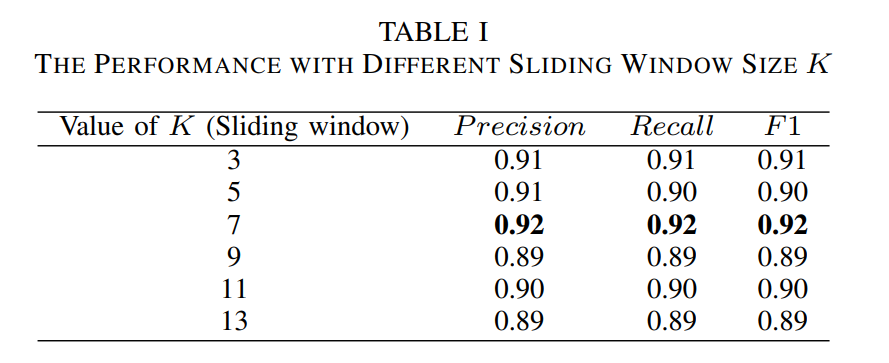 TABLE I
THE PERFORMANCE WITH DIFFERENT SLIDING WINDOW SIZE K
Value of K (Sliding window) Precision Recall F1
3 0.91 0.91 0.91
5 0.91 0.90 0.90
7 0.92 0.92 0.92
9 0.89 0.89 0.89
11 0.90 0.90 0.90
13 0.89 0.89 0.89